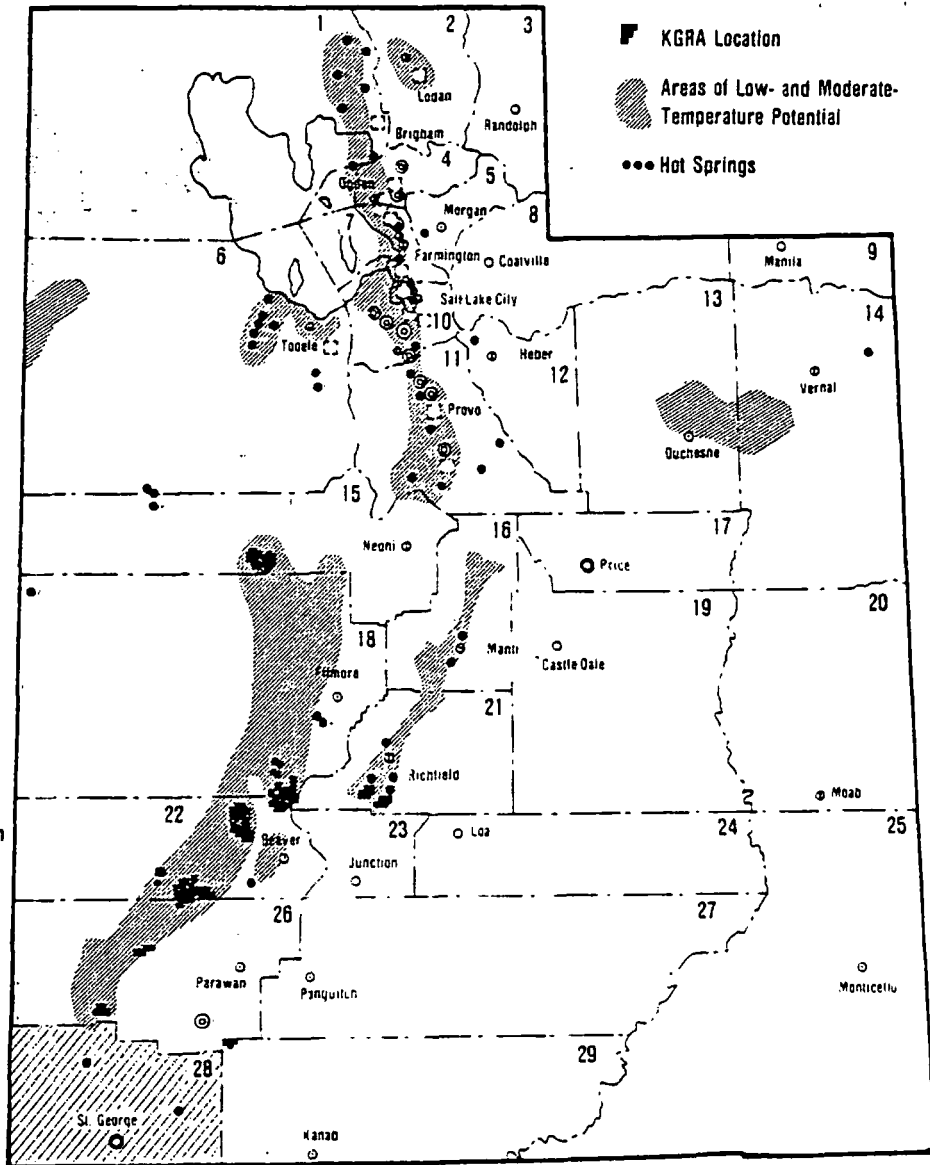 1
2
3
KGRA Location
Areas of Low- and Moderate-
Temperature Potential
Hot Springs
Logan
Randolph
Brigham
4
5
Ogden
Morgan
8
7
6
Farmington
Coalville
Manila
9
Salt Lake City
13
14
10
Tooele
11
Heber
12
Vernal
Provo
Duchesne
15
16
17
Neoni
Price
19
20
18
Manti
Castle Dale
Fillmore
21
Richfield
Moab
22
23
24
25
Beaver
Loa
Junction
26
27
Parawan
Panguitch
Monticello
29
28
St. George
Kanab